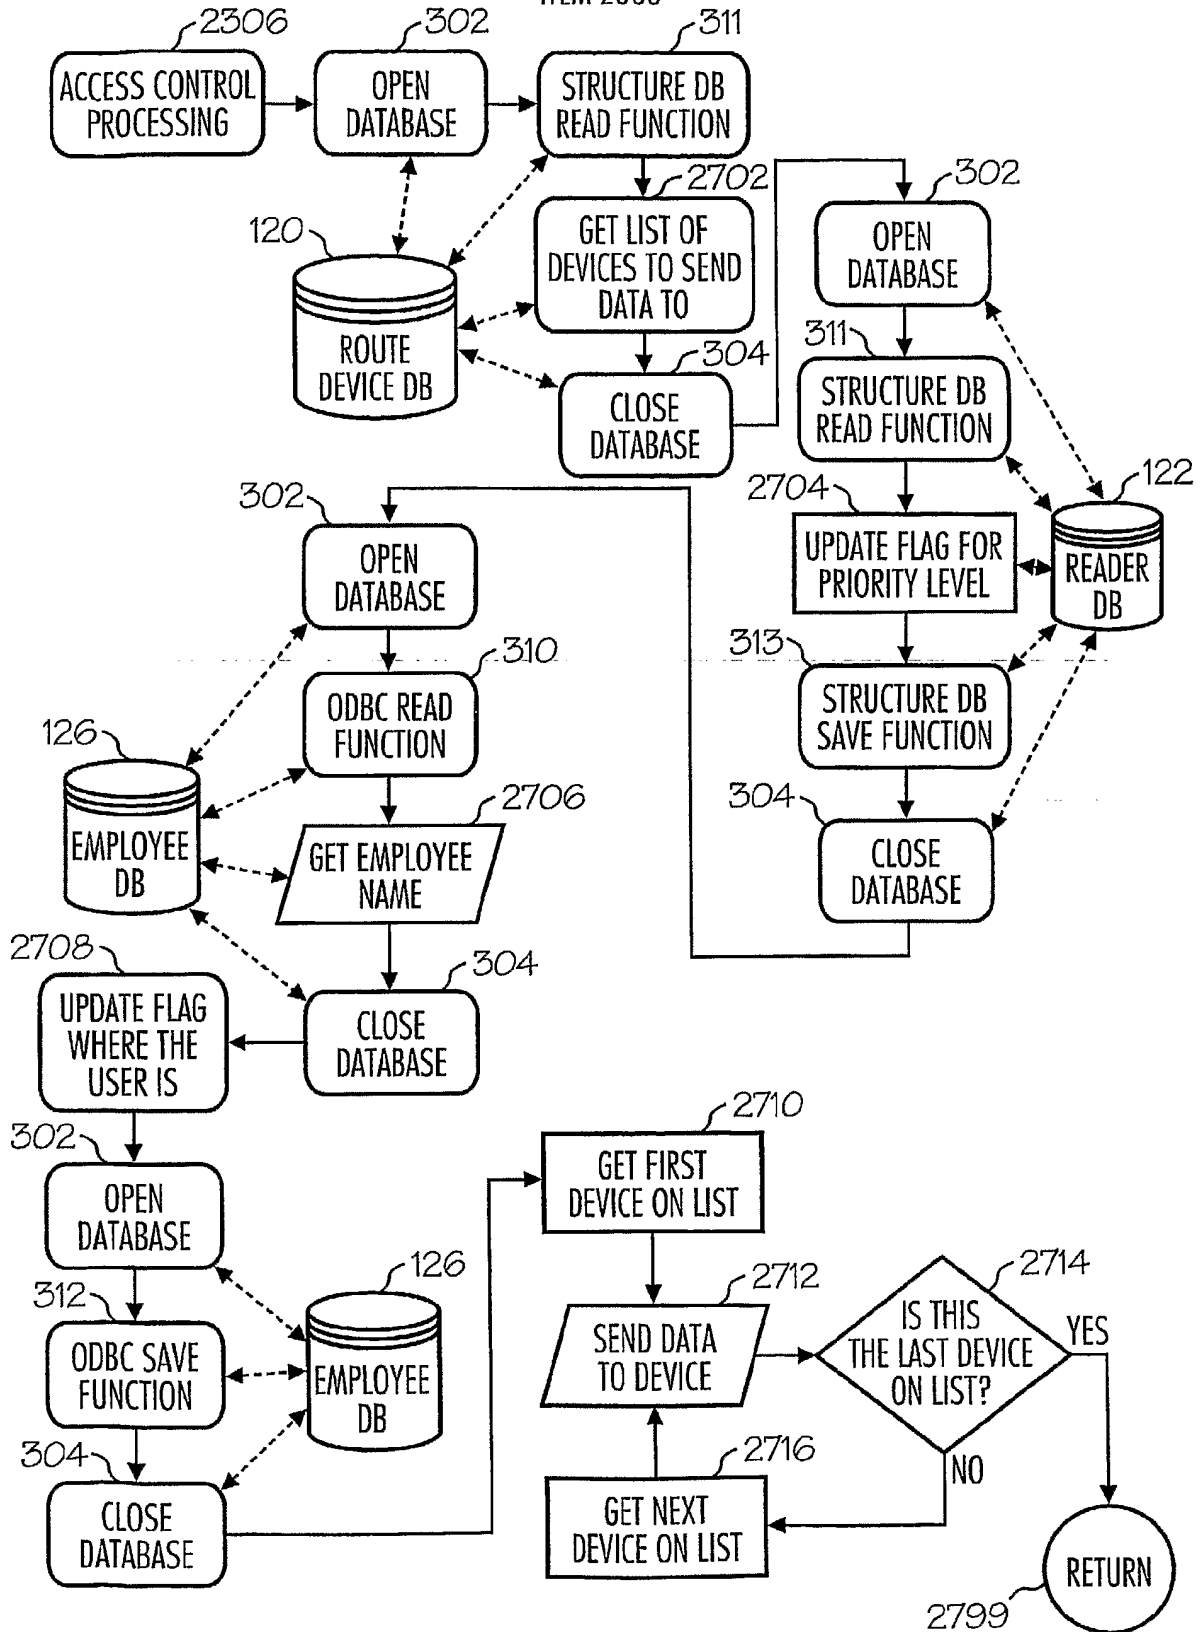 2306
ACCESS CONTROL
PROCESSING
302
OPEN
DATABASE
311
STRUCTURE DB
READ FUNCTION
2702
GET LIST OF
DEVICES TO SEND
DATA TO
120
ROUTE
DEVICE DB
304
CLOSE
DATABASE
302
OPEN
DATABASE
311
STRUCTURE DB
READ FUNCTION
2704
UPDATE FLAG FOR
PRIORITY LEVEL
122
READER
DB
313
STRUCTURE DB
SAVE FUNCTION
304
CLOSE
DATABASE
302
OPEN
DATABASE
310
ODBC READ
FUNCTION
126
EMPLOYEE
DB
2706
GET EMPLOYEE
NAME
304
CLOSE
DATABASE
2708
UPDATE FLAG
WHERE THE
USER IS
302
OPEN
DATABASE
312
ODBC SAVE
FUNCTION
126
EMPLOYEE
DB
304
CLOSE
DATABASE
2710
GET FIRST
DEVICE ON LIST
2712
SEND DATA
TO DEVICE
2714
IS THIS
THE LAST DEVICE
ON LIST?
YES
NO
2716
GET NEXT
DEVICE ON LIST
RETURN
2799